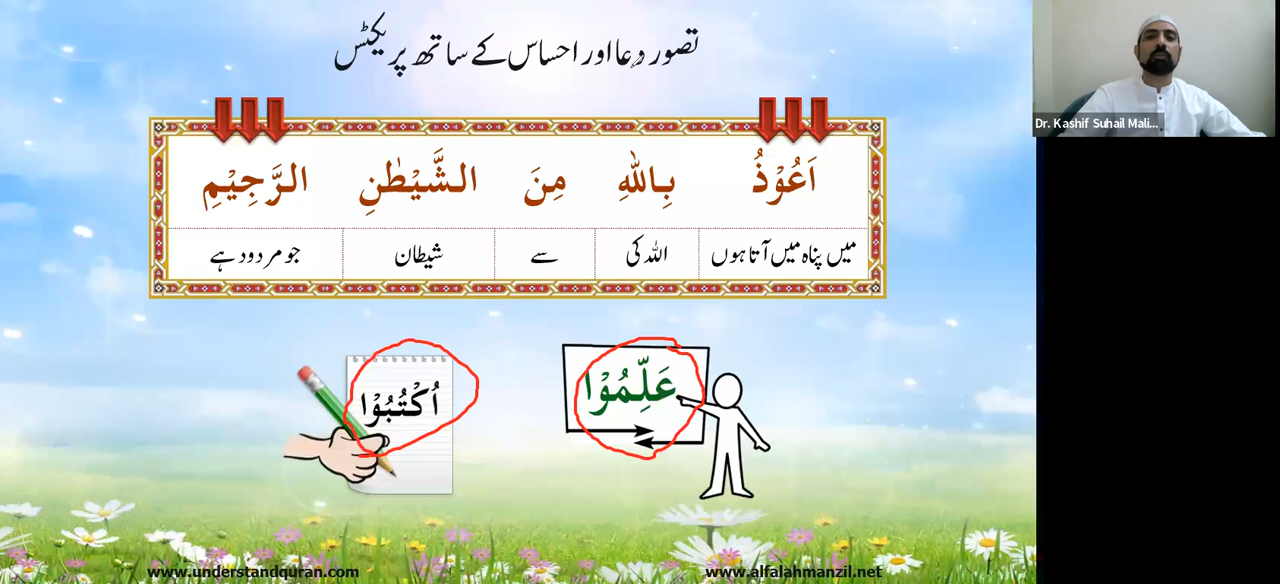 تصور دعا اور احساس کے ساتھ پریکٹس
Dr. Kashif Suhail Mali...
اَعُوْذُ بِاللّٰهِ مِنَ الشَّيْطٰنِ الرَّجِيْمِ
میں پناہ میں آتا ہوں اللہ کی سے شیطان جو مردود ہے
عَلِّمُوْا
اُكْتُبُوْا
www.understandquran.com www.alfalahmanzil.net